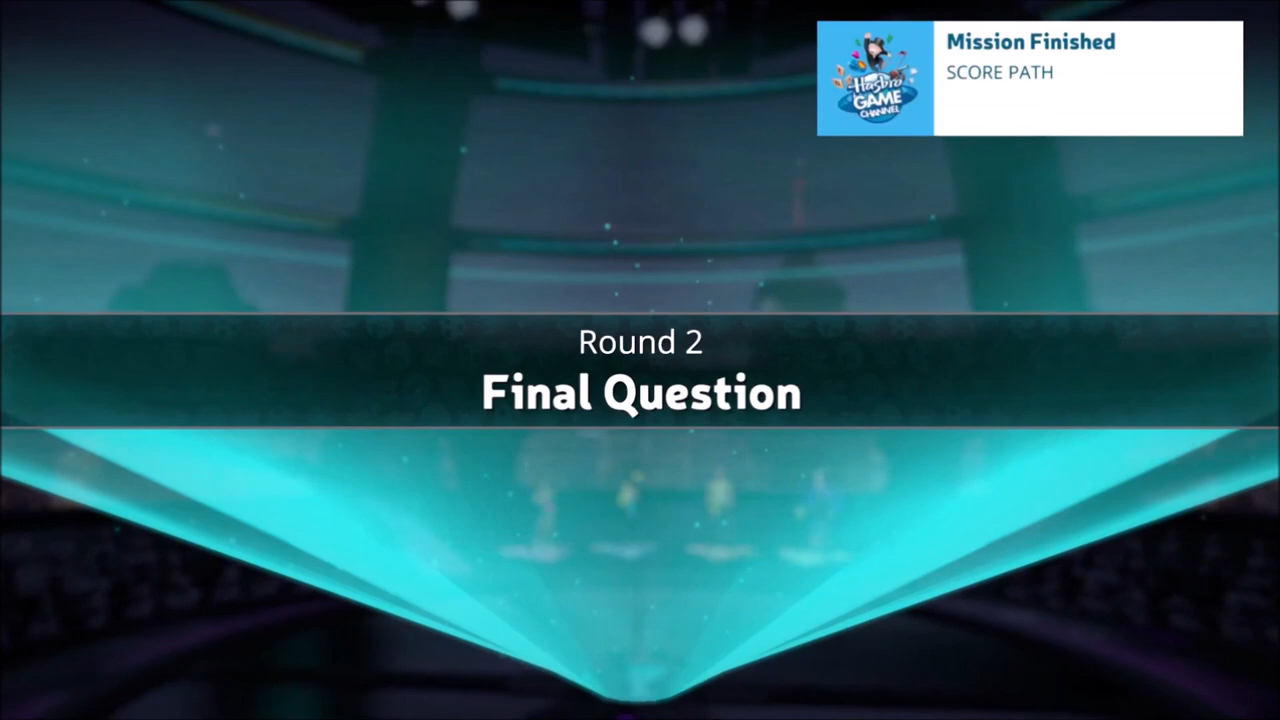 Mission Finished
SCORE PATH
Hasbro
GAME
CHANNEL
Round 2
Final Question